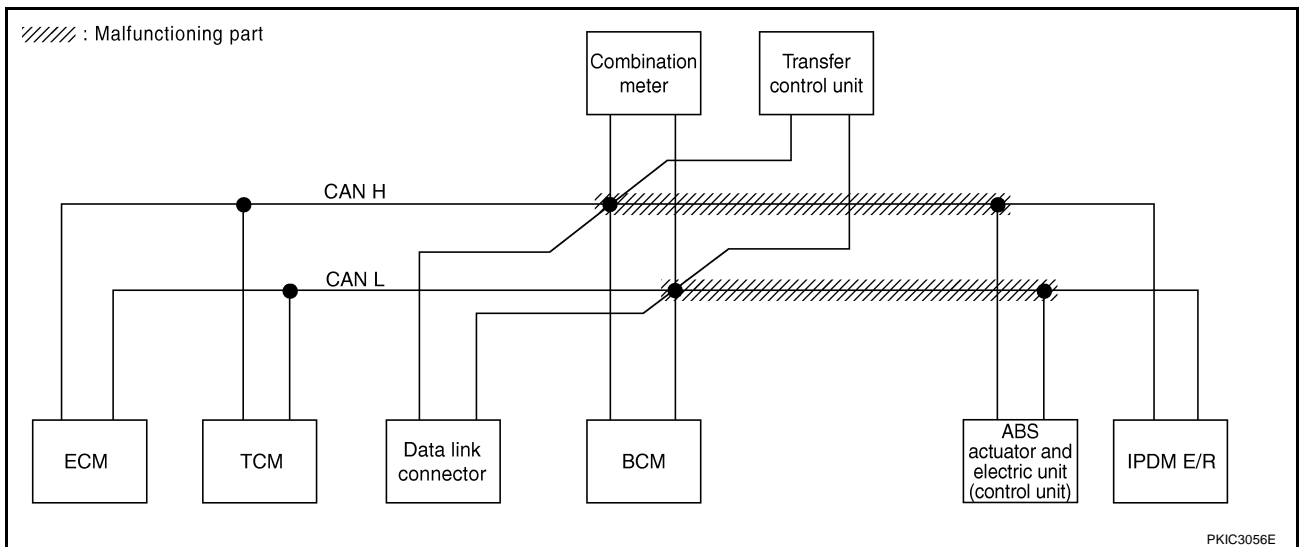 : Malfunctioning part
Combination
meter
Transfer
control unit
CAN H
CAN L
ECM
TCM
Data link
connector
BCM
ABS
actuator and
electric unit
(control unit)
IPDM E/R
PKIC3056E